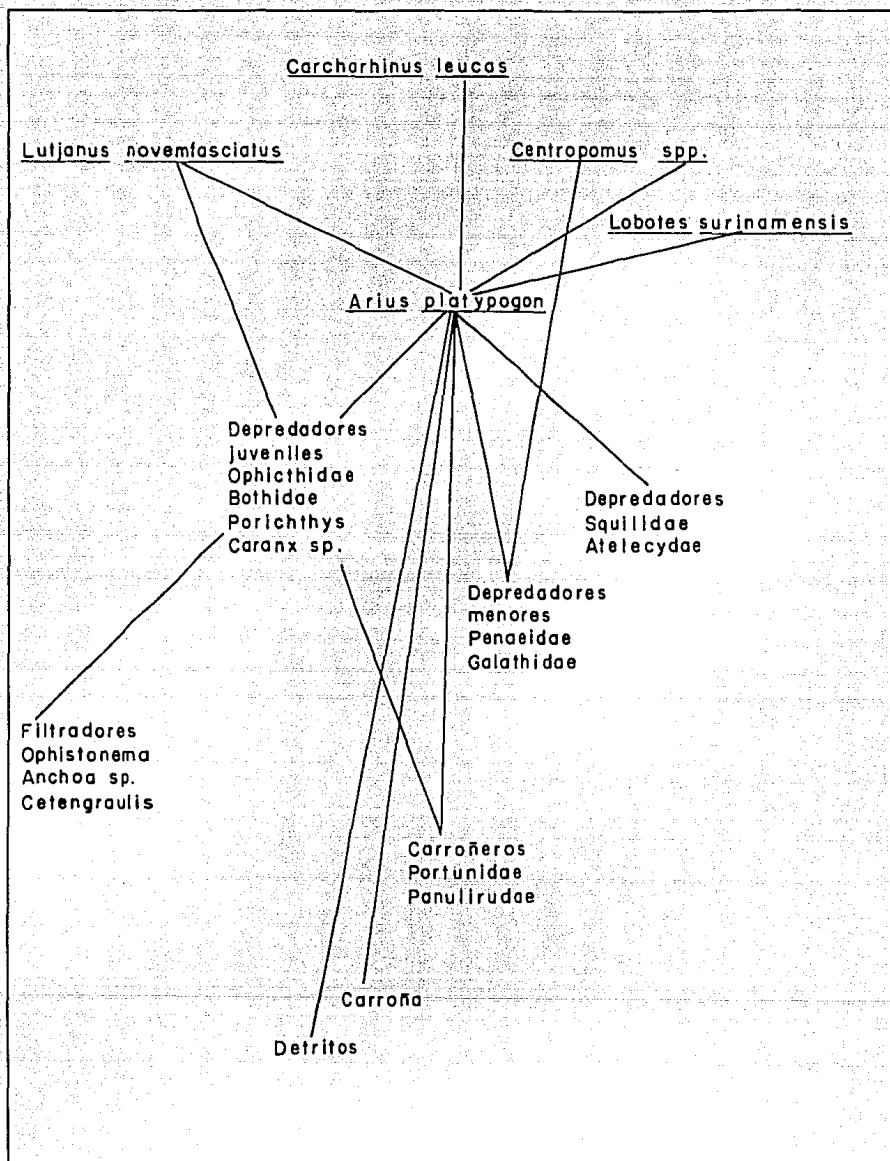 Carcharhinus leucas
Lutjanus novemfasciatus
Centropomus spp.
Lobotes surinamensis
Arius platypogon
Depredadores
juveniles
Ophicthidae
Bothidae
Porichthys
Caranx sp.
Depredadores
Squilidae
Atelecydae
Depredadores
menores
Penaeidae
Galathidae
Filtradores
Ophistonema
Anchoa sp.
Cetengraulis
Carroñeros
Portunidae
Panulirudae
Carroña
Detritos